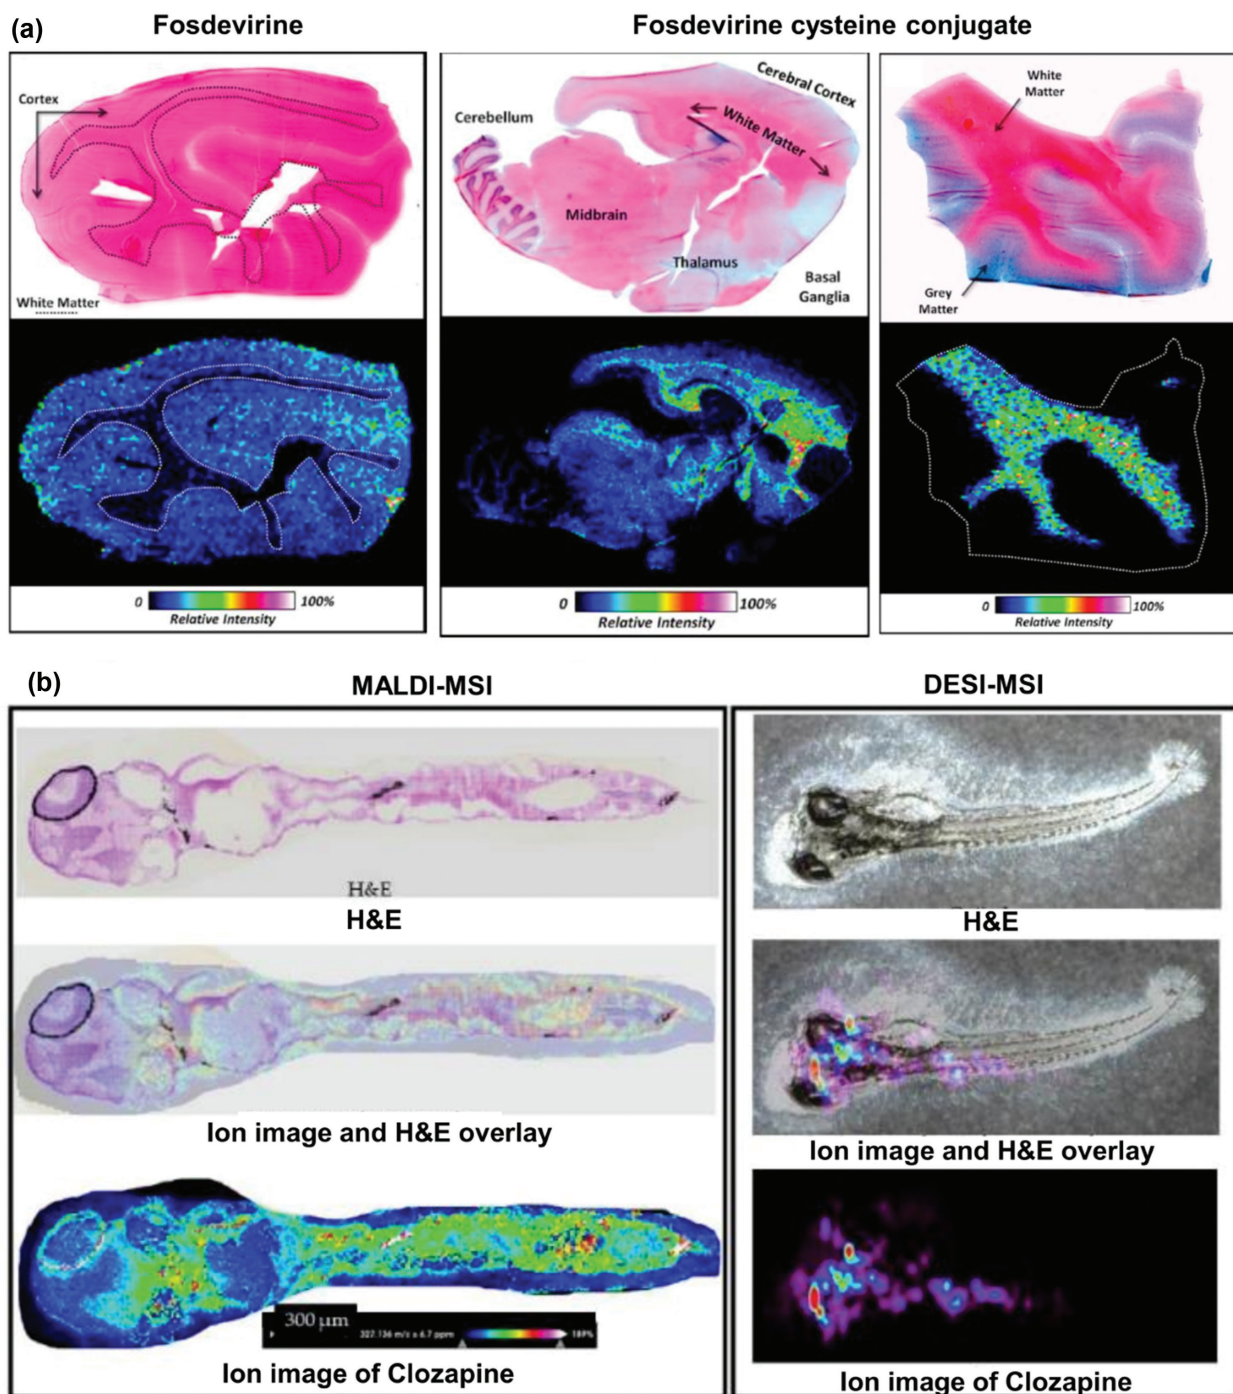 (a)
Fosdevirine
Fosdevirine cysteine conjugate
Cortex
White Matter
Cerebellum
Cerebral Cortex
White Matter
Midbrain
Thalamus
Basal
Ganglia
White
Matter
Grey
Matter
0 100%
Relative Intensity
0 100%
Relative Intensity
0 100%
Relative Intensity
(b)
MALDI-MSI
DESI-MSI
H&E
H&E
Ion image and H&E overlay
300 μm
Ion image of Clozapine
H&E
Ion image and H&E overlay
Ion image of Clozapine